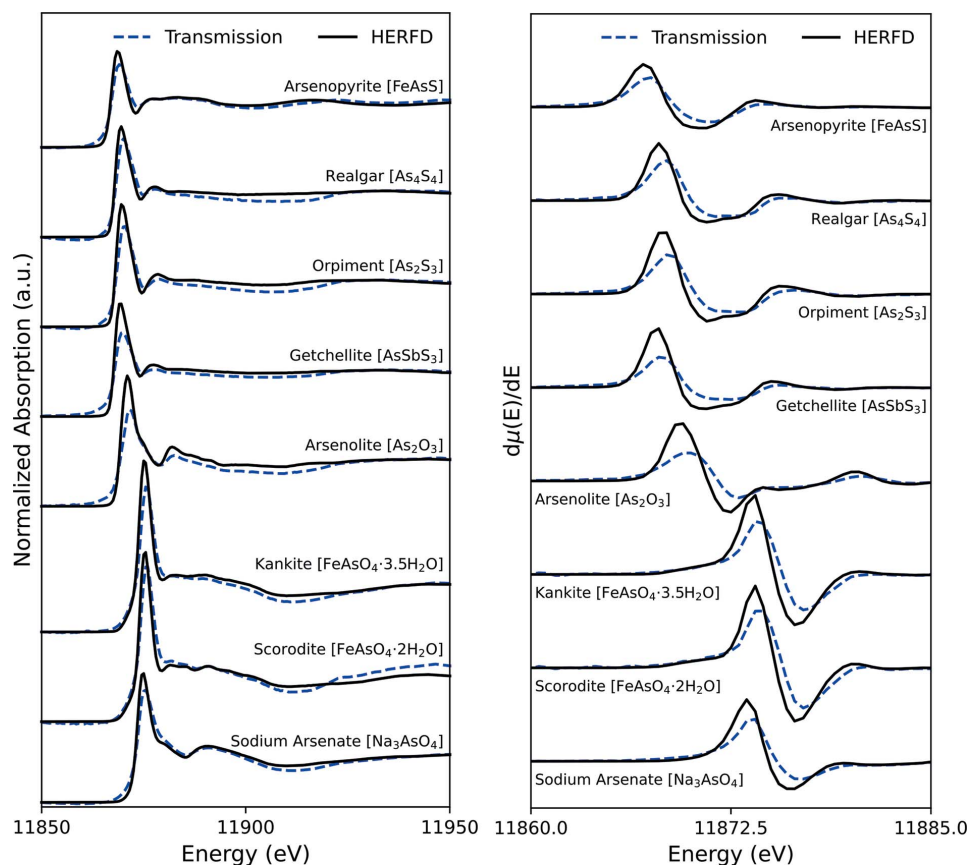 Transmission HERFD
Arsenopyrite [FeAsS]
Realgar [As₄S₄]
Orpiment [As₂S₃]
Getchellite [AsSbS₃]
Arsenolite [As₂O₃]
Kankite [FeAsO₄·3.5H₂O]
Scorodite [FeAsO₄·2H₂O]
Sodium Arsenate [Na₃AsO₄]
Normalized Absorption (a.u.)
11850 11900 11950
Energy (eV)
Transmission HERFD
Arsenopyrite [FeAsS]
Realgar [As₄S₄]
Orpiment [As₂S₃]
Getchellite [AsSbS₃]
Arsenolite [As₂O₃]
Kankite [FeAsO₄·3.5H₂O]
Scorodite [FeAsO₄·2H₂O]
Sodium Arsenate [Na₃AsO₄]
dμ(E)/dE
11860.0 11872.5 11885.0
Energy (eV)